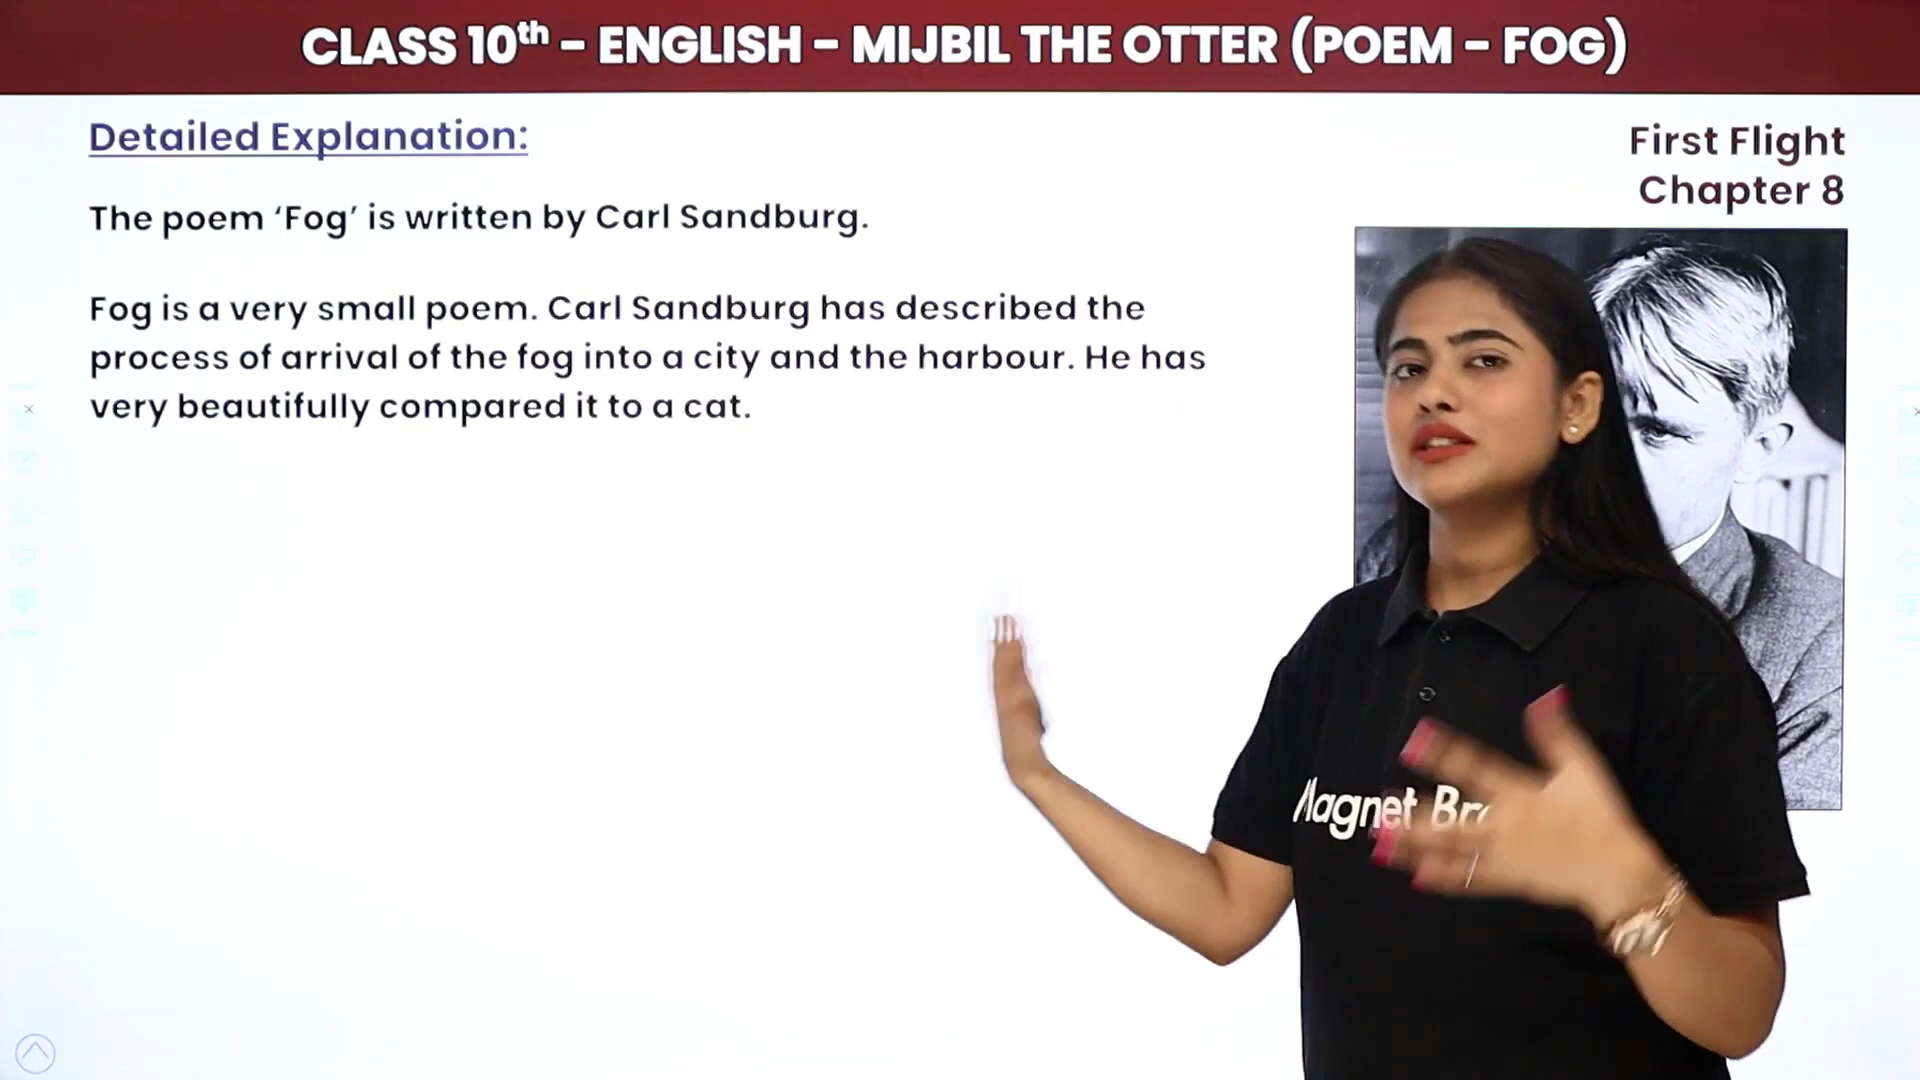 CLASS 10th - ENGLISH - MIJBIL THE OTTER (POEM - FOG)
Detailed Explanation:
First Flight
Chapter 8
The poem ‘Fog’ is written by Carl Sandburg.
Fog is a very small poem. Carl Sandburg has described the
process of arrival of the fog into a city and the harbour. He has
very beautifully compared it to a cat.
Magnet Br